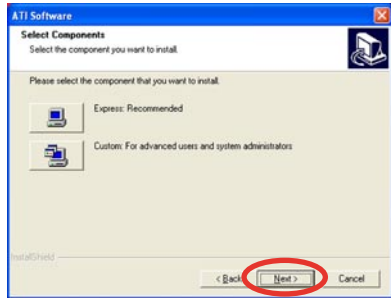 ATI Software
Select Components
Select the component you want to install.
Please select the component that you want to install.
Express: Recommended
Custom: For advanced users and system administrators
InstallShield
< Back Next > Cancel